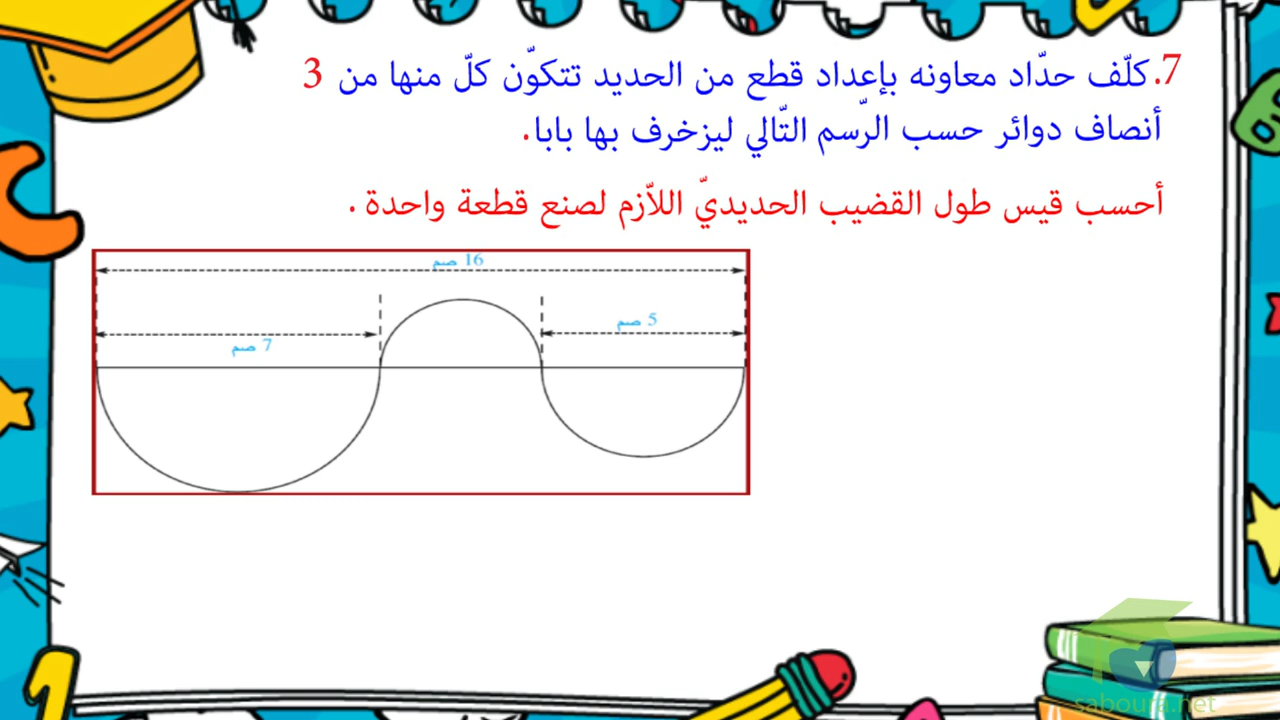 7.كلّف حدّاد معاونه بإعداد قطع من الحديد تتكوّن كلّ منها من 3
أنصاف دوائر حسب الرّسم التّالي ليزخرف بها بابا.
أحسب قيس طول القضيب الحديديّ اللاّزم لصنع قطعة واحدة .
16 صم
5 صم
7 صم
saboura.net